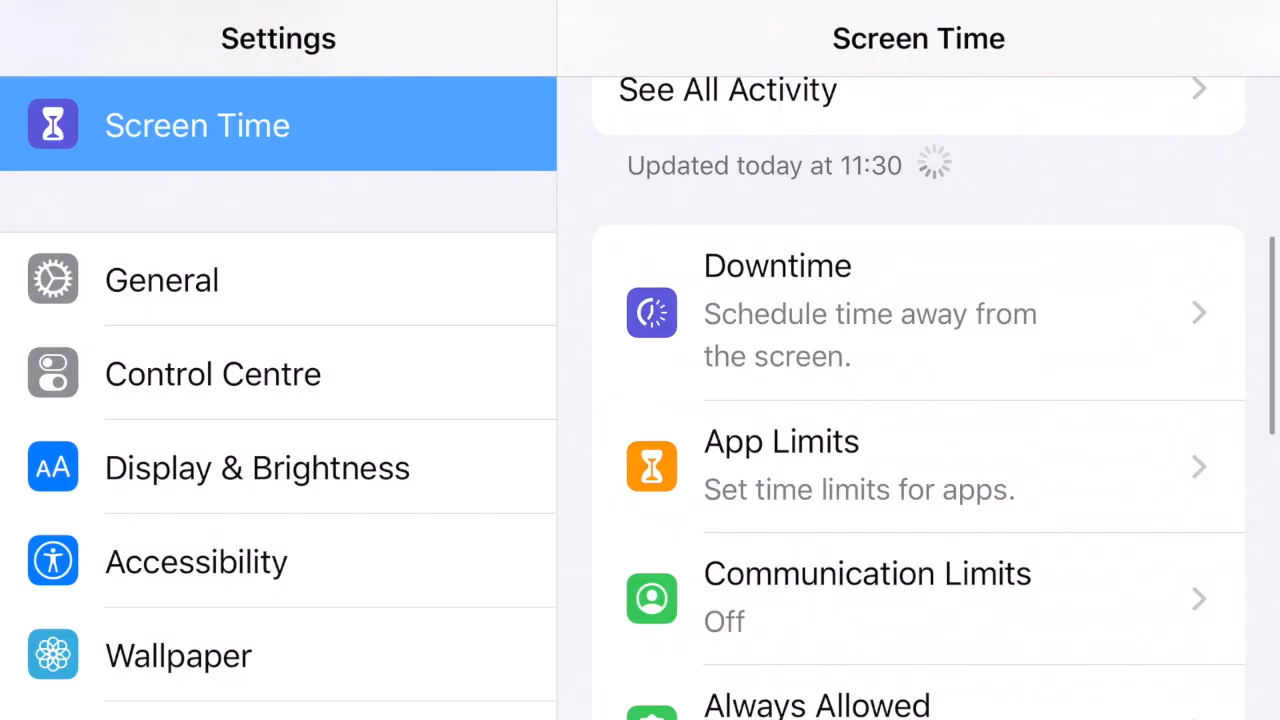 Settings
Screen Time
General
Control Centre
AA
Display & Brightness
Accessibility
Wallpaper
Screen Time
See All Activity
Updated today at 11:30
Downtime
Schedule time away from
the screen.
App Limits
Set time limits for apps.
Communication Limits
Off
Always Allowed